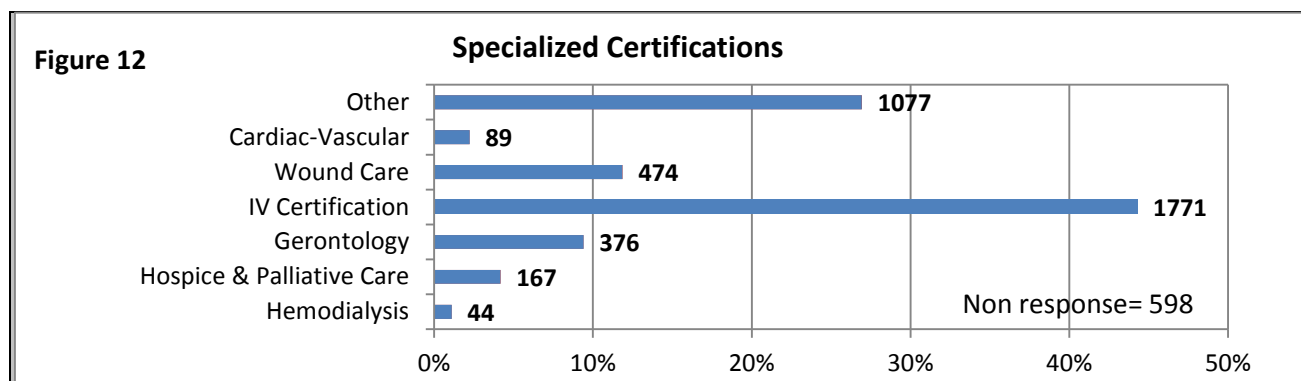 Figure 12
Specialized Certifications
Other 1077
Cardiac-Vascular 89
Wound Care 474
IV Certification 1771
Gerontology 376
Hospice & Palliative Care 167
Hemodialysis 44
Non response= 598
0% 10% 20% 30% 40% 50%